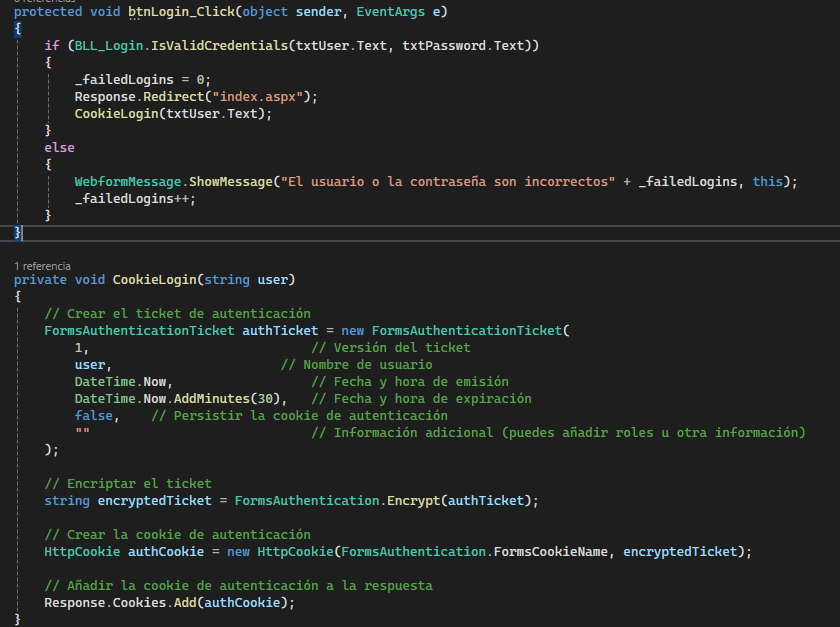 0 referencias
protected void btnLogin_Click(object sender, EventArgs e)
{
if (BLL_Login.IsValidCredentials(txtUser.Text, txtPassword.Text))
{
_failedLogins = 0;
Response.Redirect("index.aspx");
CookieLogin(txtUser.Text);
}
else
{
WebformMessage.ShowMessage("El usuario o la contraseña son incorrectos" + _failedLogins, this);
_failedLogins++;
}
}
1 referencia
private void CookieLogin(string user)
{
// Crear el ticket de autenticación
FormsAuthenticationTicket authTicket = new FormsAuthenticationTicket(
1, // Versión del ticket
user, // Nombre de usuario
DateTime.Now, // Fecha y hora de emisión
DateTime.Now.AddMinutes(30), // Fecha y hora de expiración
false, // Persistir la cookie de autenticación
"" // Información adicional (puedes añadir roles u otra información)
);
// Encriptar el ticket
string encryptedTicket = FormsAuthentication.Encrypt(authTicket);
// Crear la cookie de autenticación
HttpCookie authCookie = new HttpCookie(FormsAuthentication.FormsCookieName, encryptedTicket);
// Añadir la cookie de autenticación a la respuesta
Response.Cookies.Add(authCookie);
}